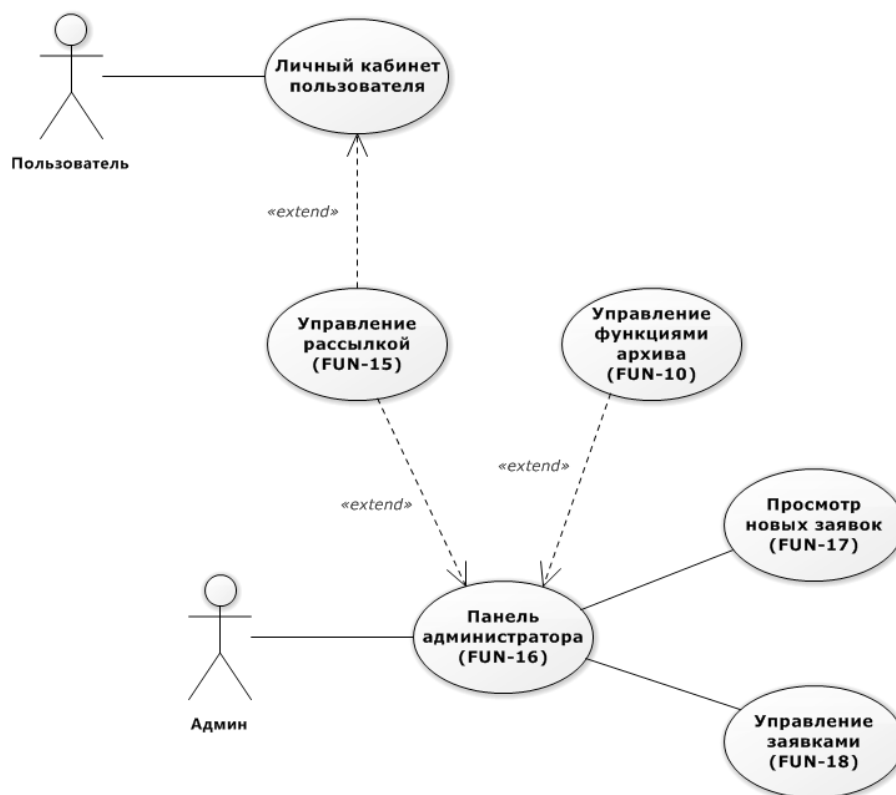 Личный кабинет
пользователя
Пользователь
«extend»
Управление
рассылкой
(FUN-15)
Управление
функциями
архива
(FUN-10)
«extend»
«extend»
Просмотр
новых заявок
(FUN-17)
Панель
администратора
(FUN-16)
Админ
Управление
заявками
(FUN-18)